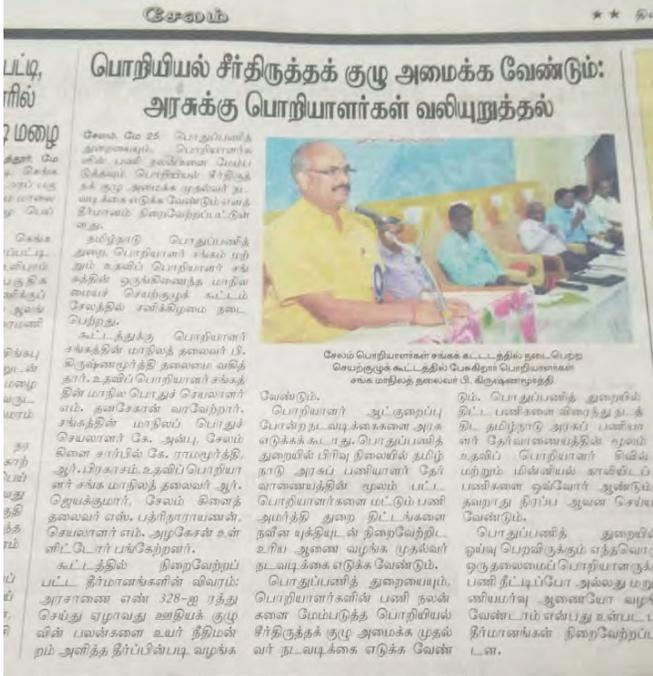 சேலம்
★★
பட்டி,
ரில்
டி மழை
பொறியியல் சீர்திருத்தக் குழு அமைக்க வேண்டும்:
அரசுக்கு பொறியாளர்கள் வலியுறுத்தல்
சேலம், மே 25: பொதுப்பணித்
துறையையும், பொறியாளர்க
ளின் பணி நலன்களை மேம்ப
டுத்தவும் பொறியியல் சீர்திருத்
தக் குழு அமைக்க முதல்வர் நட
வடிக்கை எடுக்க வேண்டும் எனத்
தீர்மானம் நிறைவேற்றப்பட்டுள்
ளது.
தமிழ்நாடு பொதுப்பணித்
துறை, பொறியாளர் சங்கம் மற்
றும் உதவிப் பொறியாளர் சங்
கத்தின் ஒருங்கிணைந்த மாநில
மையச் செயற்குழுக் கூட்டம்
சேலத்தில் சனிக்கிழமை நடை
பெற்றது.
கூட்டத்துக்கு பொறியாளர்
சங்கத்தின் மாநிலத் தலைவர் பி.
கிருஷ்ணமூர்த்தி தலைமை வகித்
தார். உதவிப்பொறியாளர் சங்கத்
தின் மாநில பொதுச் செயலாளர்
எம். தனசேகரன் வரவேற்றார்.
சங்கத்தின் மாநிலப் பொதுச்
செயலாளர் கே. அன்பு, சேலம்
கிளை சார்பில் கே. ராமமூர்த்தி,
ஆர். பிரகாசம், உதவிப்பொறியா
ளர் சங்க மாநிலத் தலைவர் ஆர்.
ஜெயக்குமார், சேலம் கிளைத்
தலைவர் எஸ். பத்ரிநாராயணன்,
செயலாளர் எம். அழகேசன் உள்
ளிட்டோர் பங்கேற்றனர்.
கூட்டத்தில் நிறைவேற்றப்
பட்ட தீர்மானங்களின் விவரம்:
அரசாணை எண் 328-ஐ ரத்து
செய்து ஏழாவது ஊதியக் குழு
வின் பலன்களை உயர் நீதிமன்
றம் அளித்த தீர்ப்பின்படி வழங்க
சேலம் பொறியாளர்கள் சங்கக் கட்டடத்தில் நடைபெற்ற
செயற்குழுக் கூட்டத்தில் பேசுகிறார் பொறியாளர்கள்
சங்க மாநிலத் தலைவர் பி. கிருஷ்ணமூர்த்தி.
வேண்டும்.
பொறியாளர் ஆட்குறைப்பு
போன்ற நடவடிக்கைகளை அரசு
எடுக்கக் கூடாது. பொதுப்பணித்
துறையில் பிரிவு நிலையில் தமிழ்
நாடு அரசுப் பணியாளர் தேர்
வாணையத்தின் மூலம் பட்ட
பொறியாளர்களை மட்டும் பணி
அமர்த்தி துறை திட்டங்களை
நவீன யுக்தியுடன் நிறைவேற்றிட
உரிய ஆணை வழங்க முதல்வர்
நடவடிக்கை எடுக்க வேண்டும்.
பொதுப்பணித் துறையையும்,
பொறியாளர்களின் பணி நலன்
களை மேம்படுத்த பொறியியல்
சீர்திருத்தக் குழு அமைக்க முதல்
வர் நடவடிக்கை எடுக்க வேண்
டும். பொதுப்பணித் துறையில்
திட்ட பணிகளை விரைந்து நடத்
திட தமிழ்நாடு அரசுப் பணியா
ளர் தேர்வாணையத்தின் மூலம்
உதவிப் பொறியாளர் சிவில்
மற்றும் மின்னியல் காலியிடப்
பணிகளை ஒவ்வோர் ஆண்டும்
தவறாது நிரப்ப ஆவன செய்ய
வேண்டும்.
பொதுப்பணித் துறையில்
ஓய்வு பெறவிருக்கும் எத்தவொ
ஒரு தலைமைப் பொறியாளருக்
பணி நீட்டிப்போ அல்லது மறு
ணியமர்வு ஆணையோ வழங்
வேண்டாம் என்பது உள்பட ப
தீர்மானங்கள் நிறைவேற்றப்ப
டன.